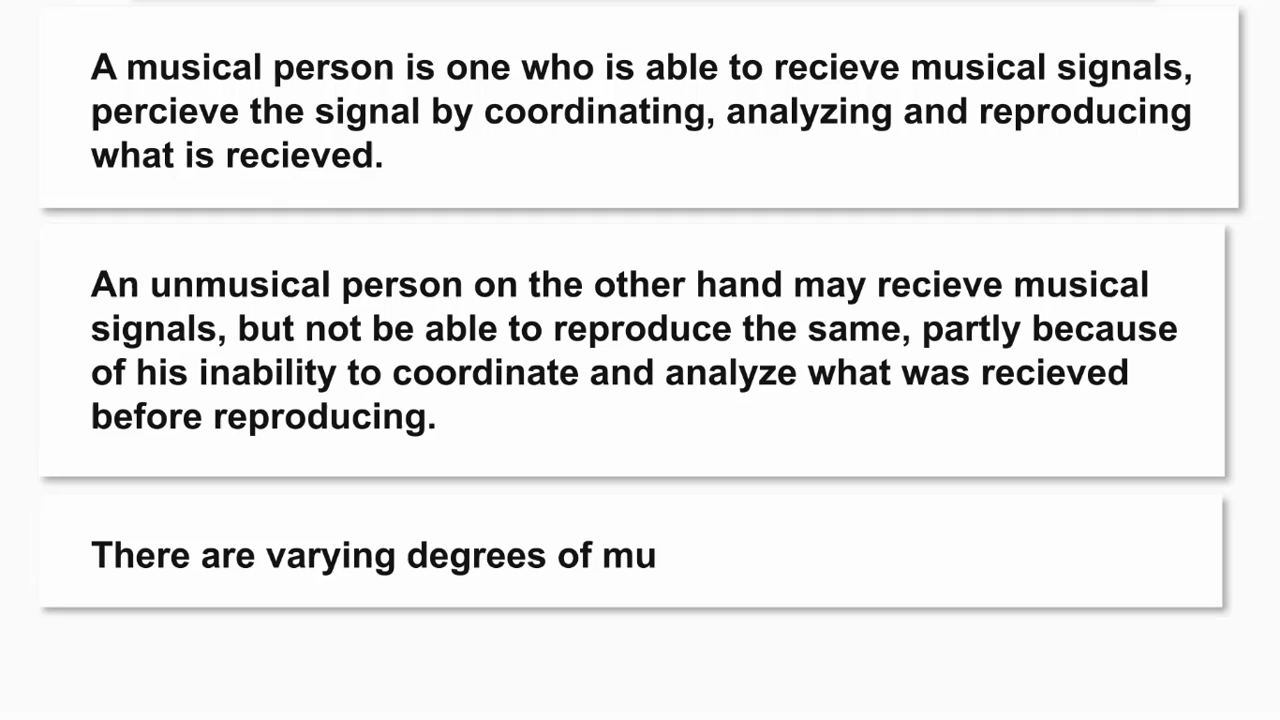 A musical person is one who is able to recieve musical signals,
percieve the signal by coordinating, analyzing and reproducing
what is recieved.
An unmusical person on the other hand may recieve musical
signals, but not be able to reproduce the same, partly because
of his inability to coordinate and analyze what was recieved
before reproducing.
There are varying degrees of mu